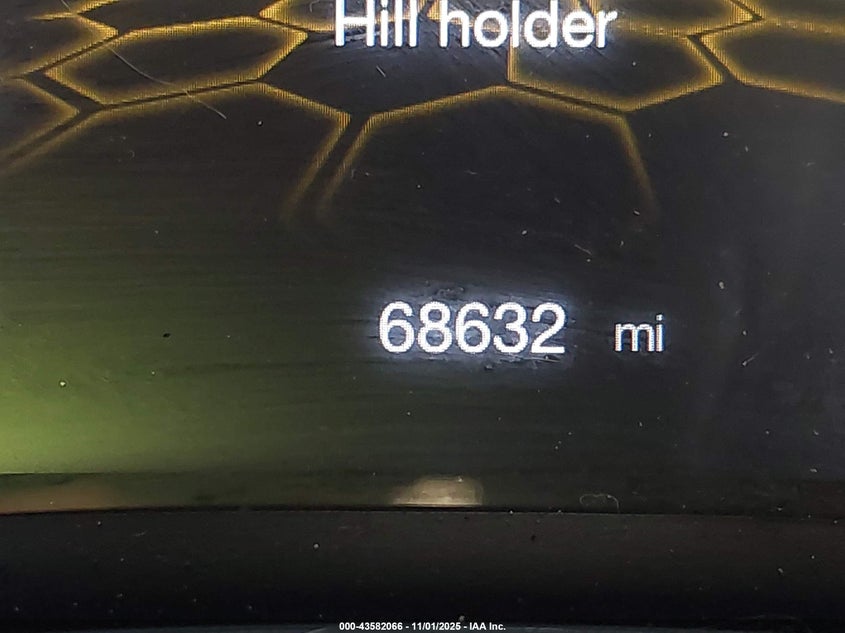 Hill holder
68632 mi
000-43582066 - 11/01/2025 - IAA Inc.